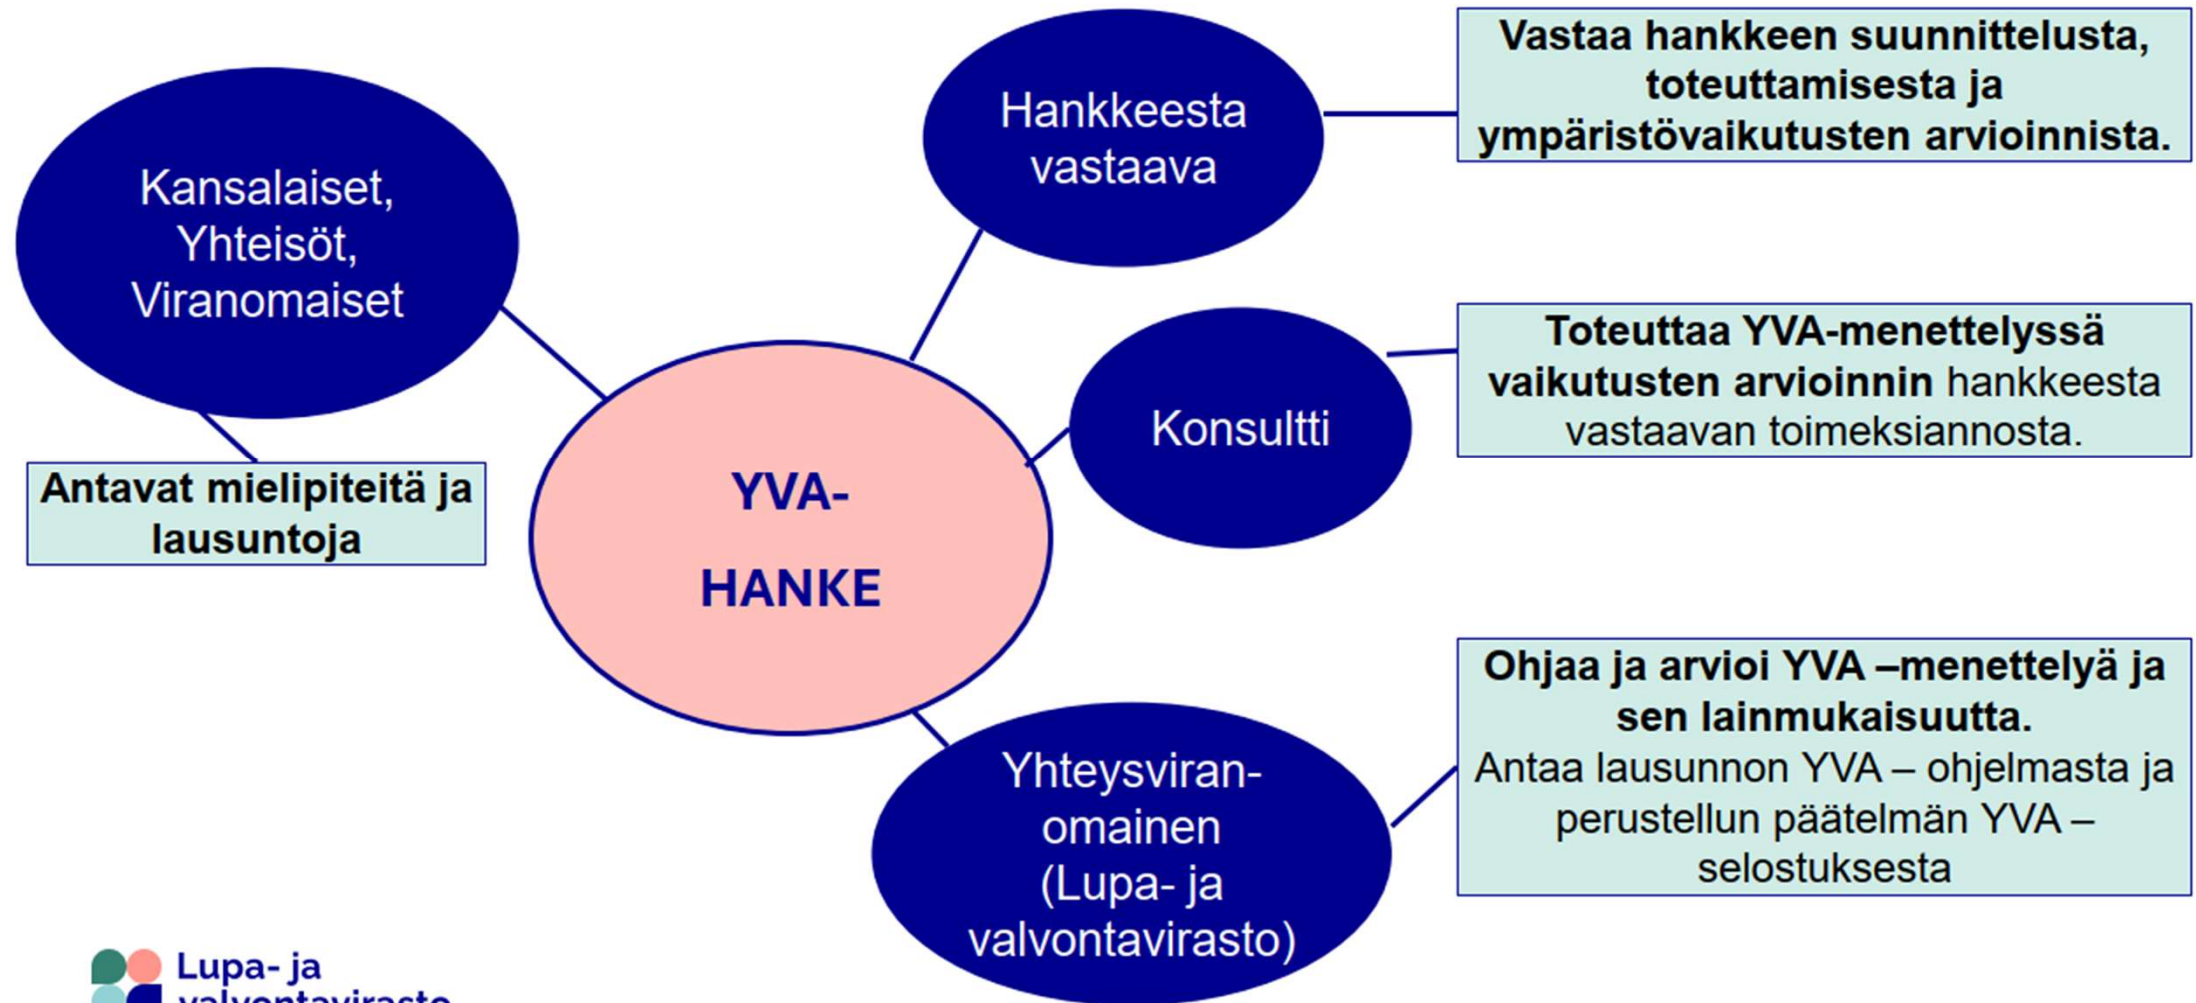 Kansalaiset,
Yhteisöt,
Viranomaiset
Antavat mielipiteitä ja
lausuntoja
YVA-
HANKE
Hankkeesta
vastaava
Vastaa hankkeen suunnittelusta,
toteuttamisesta ja
ympäristövaikutusten arvioinnista.
Konsultti
Toteuttaa YVA-menettelyssä
vaikutusten arvioinnin hankkeesta
vastaavan toimeksiannosta.
Yhteysviran-
omainen
(Lupa- ja
valvontavirasto)
Ohjaa ja arvioi YVA –menettelyä ja
sen lainmukaisuutta.
Antaa lausunnon YVA – ohjelmasta ja
perustellun päätelmän YVA –
selostuksesta
Lupa- ja
valvontavirasto